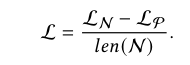 ℒ = (ℒ_𝒩 − ℒ_𝒫) / len(𝒩).